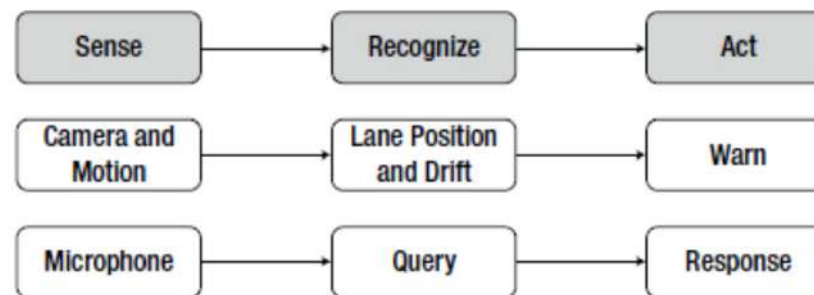 Sense
Recognize
Act
Camera and
Motion
Lane Position
and Drift
Warn
Microphone
Query
Response